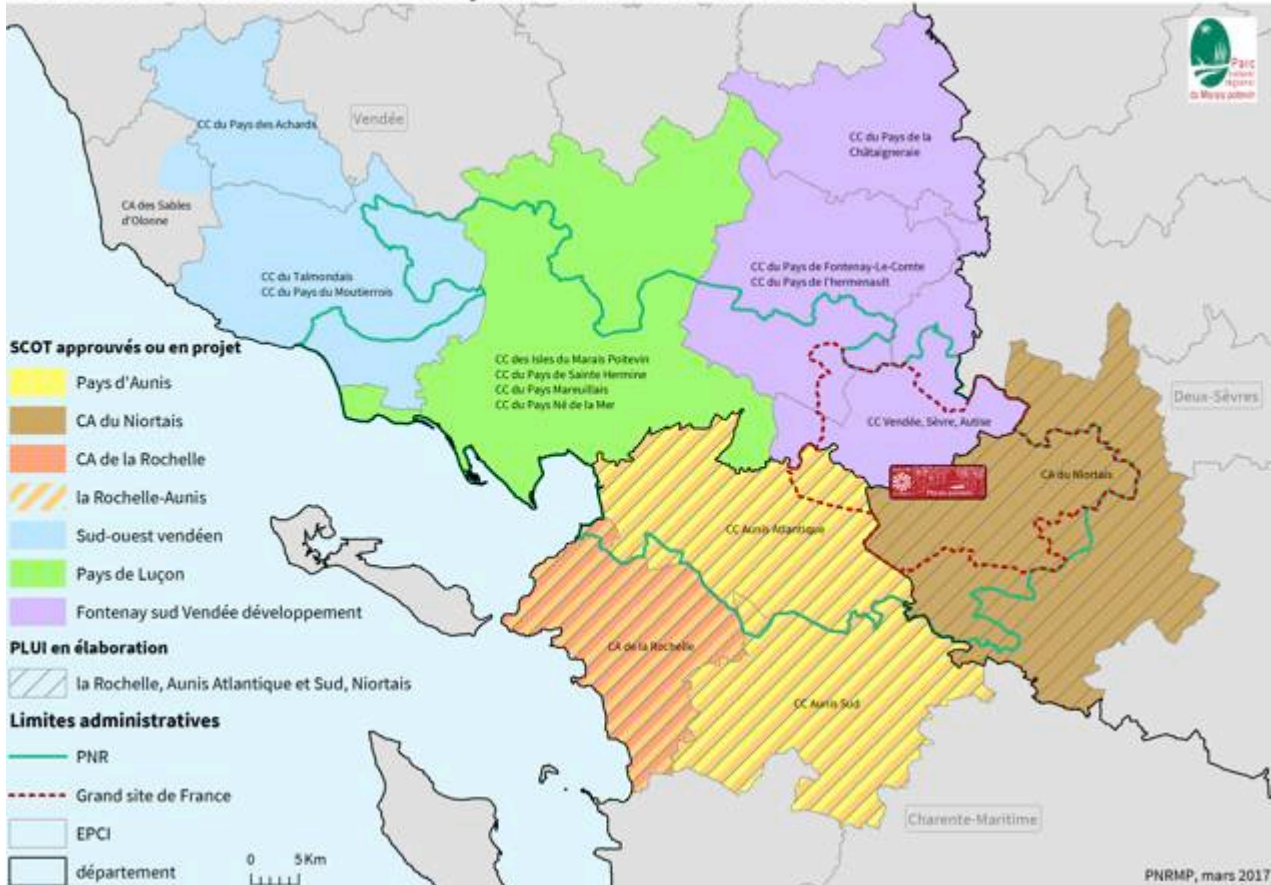 Parc
naturel
régional
du Marais poitevin
CC du Pays des Achards
Vendée
CC du Pays de la
Châtaigneraie
CA des Sables
d'Olonne
CC du Talmondais
CC du Pays du Moutierrois
CC du Pays de Fontenay-Le-Comte
CC du Pays de l'hermenault
CC des Isles du Marais Poitevin
CC du Pays de Sainte Hermine
CC du Pays Mareuillais
CC du Pays Né de la Mer
Deux-Sèvres
CC Vendée, Sèvre, Autise
CA du Niortais
CC Aunis Atlantique
CA de la Rochelle
CC Aunis Sud
Charente-Maritime
SCOT approuvés ou en projet
Pays d'Aunis
CA du Niortais
CA de la Rochelle
la Rochelle-Aunis
Sud-ouest vendéen
Pays de Luçon
Fontenay sud Vendée développement
PLUI en élaboration
la Rochelle, Aunis Atlantique et Sud, Niortais
Limites administratives
PNR
Grand site de France
EPCI
département
0 5Km
PNRMP, mars 2017